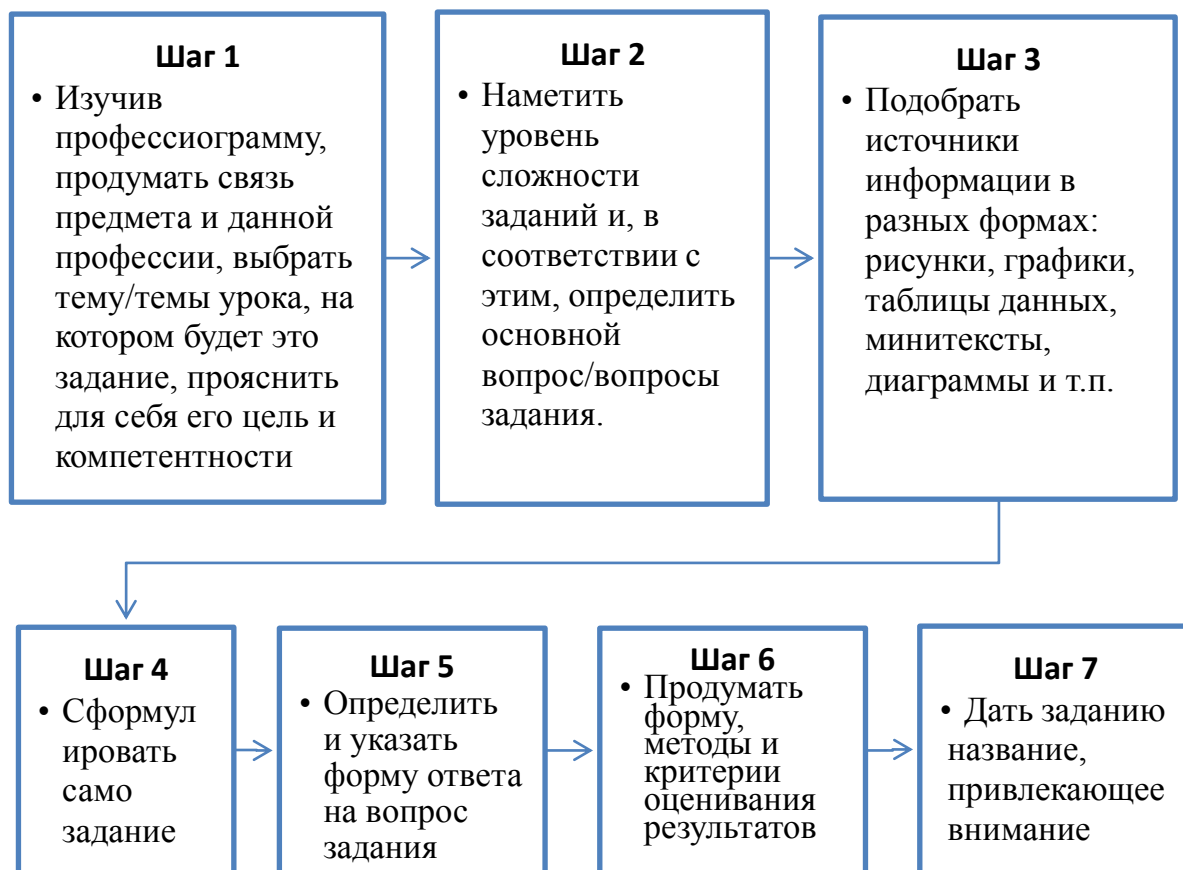 Шаг 1
• Изучив
профессиограмму,
продумать связь
предмета и данной
профессии, выбрать
тему/темы урока, на
котором будет это
задание, прояснить
для себя его цель и
компетентности
Шаг 2
• Наметить
уровень
сложности
заданий и, в
соответствии с
этим, определить
основной
вопрос/вопросы
задания.
Шаг 3
• Подобрать
источники
информации в
разных формах:
рисунки, графики,
таблицы данных,
минитексты,
диаграммы и т.п.
Шаг 4
• Сформул
ировать
само
задание
Шаг 5
• Определить
и указать
форму ответа
на вопрос
задания
Шаг 6
• Продумать
форму,
методы и
критерии
оценивания
результатов
Шаг 7
• Дать заданию
название,
привлекающее
внимание